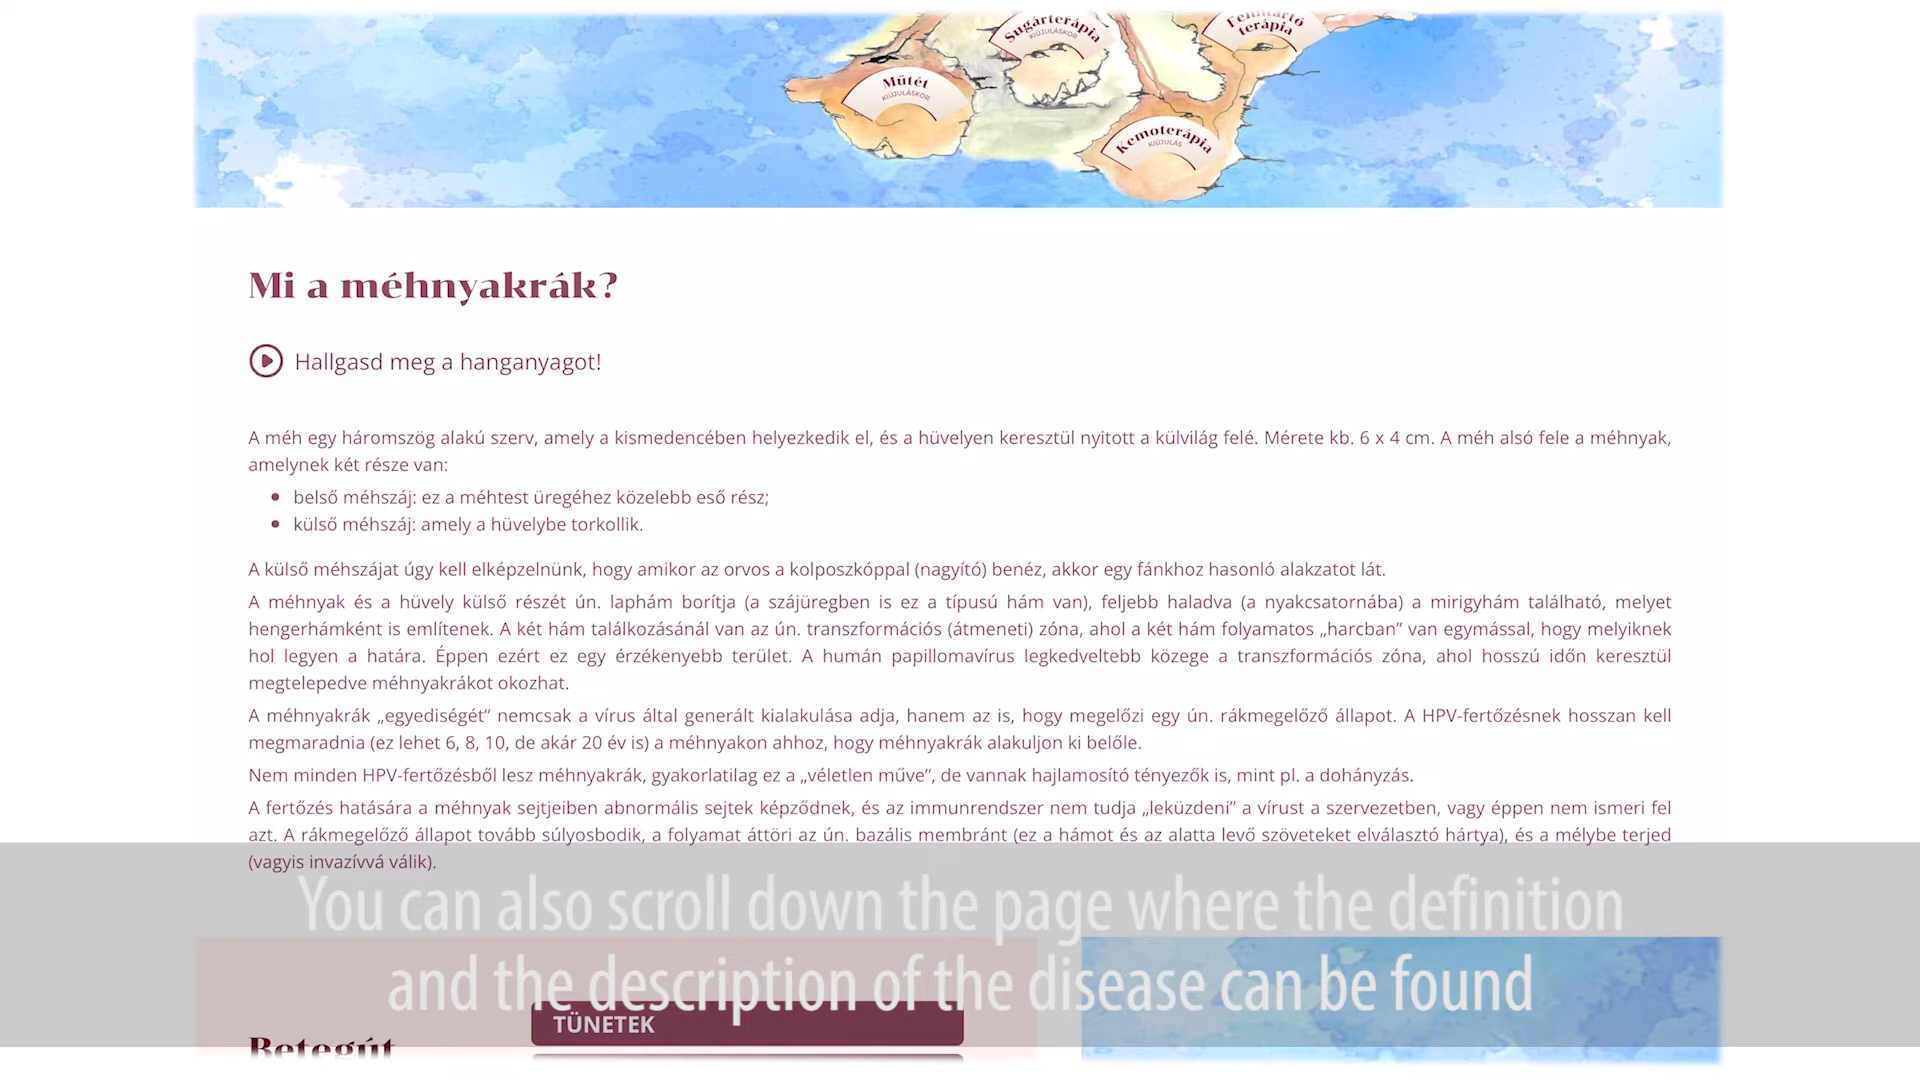 Sugárterápia
KIÚJULÁSKOR
Fenntartó
terápia
Műtét
KIÚJULÁSKOR
Kemoterápia
KIÚJULÁS
Mi a méhnyakrák?
Hallgasd meg a hanganyagot!
A méh egy háromszög alakú szerv, amely a kismedencében helyezkedik el, és a hüvelyen keresztül nyitott a külvilág felé. Mérete kb. 6 x 4 cm. A méh alsó fele a méhnyak,
amelynek két része van:
• belső méhszáj: ez a méhtest üregéhez közelebb eső rész;
• külső méhszáj: amely a hüvelybe torkollik.
A külső méhszájat úgy kell elképzelnünk, hogy amikor az orvos a kolposzkóppal (nagyító) benéz, akkor egy fánkhoz hasonló alakzatot lát.
A méhnyak és a hüvely külső részét ún. laphám borítja (a szájüregben is ez a típusú hám van), feljebb haladva (a nyakcsatornába) a mirigyhám található, melyet
hengerhámként is említenek. A két hám találkozásánál van az ún. transzformációs (átmeneti) zóna, ahol a két hám folyamatos „harcban” van egymással, hogy melyiknek
hol legyen a határa. Éppen ezért ez egy érzékenyebb terület. A humán papillomavírus legkedveltebb közege a transzformációs zóna, ahol hosszú időn keresztül
megtelepedve méhnyakrákot okozhat.
A méhnyakrák „egyediségét” nemcsak a vírus által generált kialakulása adja, hanem az is, hogy megelőzi egy ún. rákmegelőző állapot. A HPV-fertőzésnek hosszan kell
megmaradnia (ez lehet 6, 8, 10, de akár 20 év is) a méhnyakon ahhoz, hogy méhnyakrák alakuljon ki belőle.
Nem minden HPV-fertőzésből lesz méhnyakrák, gyakorlatilag ez a „véletlen műve”, de vannak hajlamosító tényezők is, mint pl. a dohányzás.
A fertőzés hatására a méhnyak sejtjeiben abnormális sejtek képződnek, és az immunrendszer nem tudja „leküzdeni” a vírust a szervezetben, vagy éppen nem ismeri fel
azt. A rákmegelőző állapot tovább súlyosbodik, a folyamat áttöri az ún. bazális membránt (ez a hámot és az alatta levő szöveteket elválasztó hártya), és a mélybe terjed
(vagyis invazívvá válik).
You can also scroll down the page where the definition
and the description of the disease can be found
TÜNETEK
Betegút